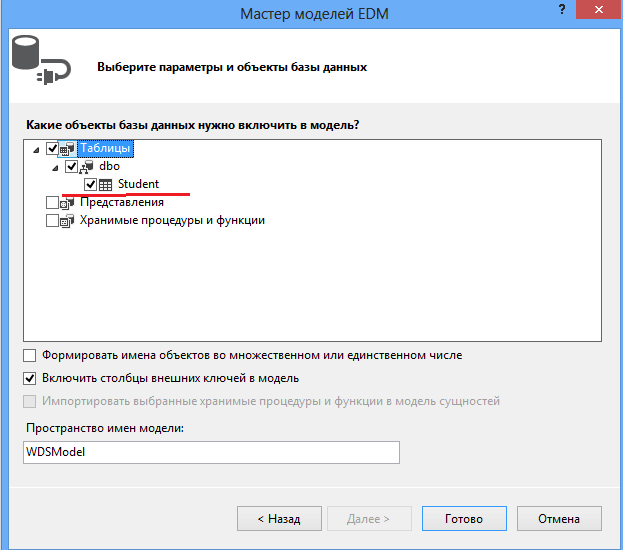 Мастер моделей EDM
?
Выберите параметры и объекты базы данных
Какие объекты базы данных нужно включить в модель?
Таблицы
dbo
Student
Представления
Хранимые процедуры и функции
Формировать имена объектов во множественном или единственном числе
Включить столбцы внешних ключей в модель
Импортировать выбранные хранимые процедуры и функции в модель сущностей
Пространство имен модели:
WDSModel
< Назад
Далее >
Готово
Отмена